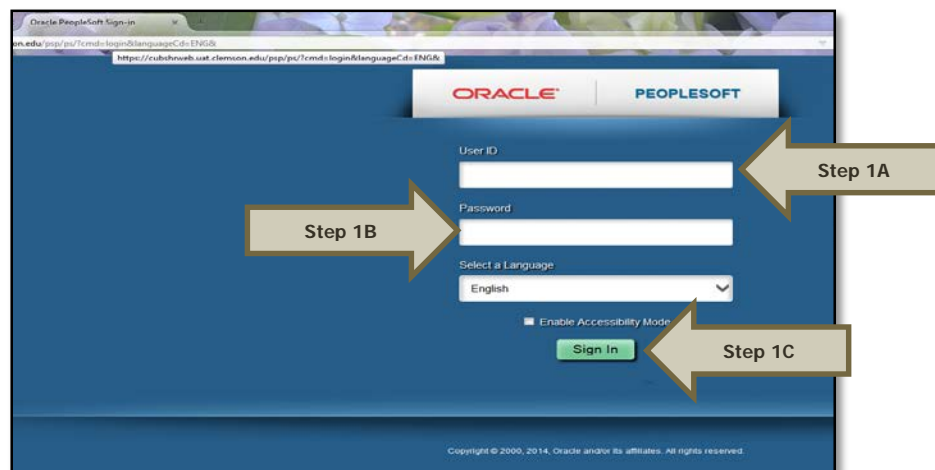 Oracle PeopleSoft Sign-in
on.edu/psp/ps/?cmd=login&languageCd=ENG&
https://cubshrweb.uat.clemson.edu/psp/ps/?cmd=login&languageCd=ENG&
ORACLE PEOPLESOFT
User ID
Step 1A
Password
Step 1B
Select a Language
English
Enable Accessibility Mode
Sign In
Step 1C
Copyright © 2000, 2014, Oracle and/or its affiliates. All rights reserved.